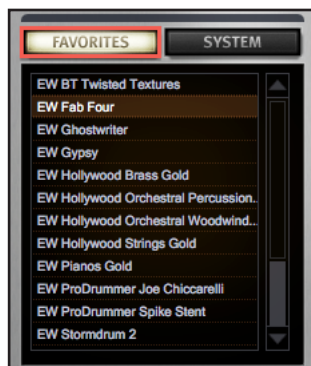 FAVORITES SYSTEM
EW BT Twisted Textures
EW Fab Four
EW Ghostwriter
EW Gypsy
EW Hollywood Brass Gold
EW Hollywood Orchestral Percussion..
EW Hollywood Orchestral Woodwind...
EW Hollywood Strings Gold
EW Pianos Gold
EW ProDrummer Joe Chiccarelli
EW ProDrummer Spike Stent
EW Stormdrum 2